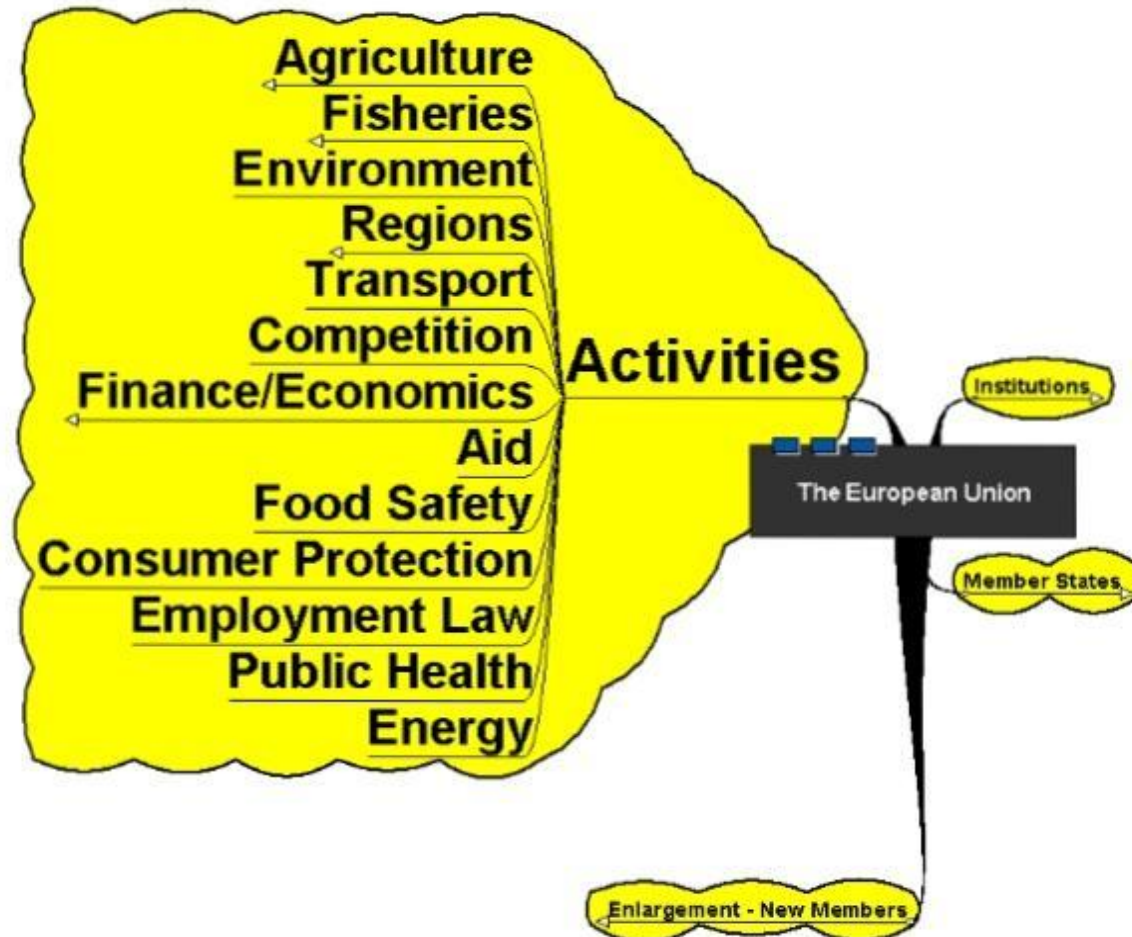 Agriculture
Fisheries
Environment
Regions
Transport
Competition
Finance/Economics
Aid
Food Safety
Consumer Protection
Employment Law
Public Health
Energy
Activities
Institutions
The European Union
Member States
Enlargement - New Members